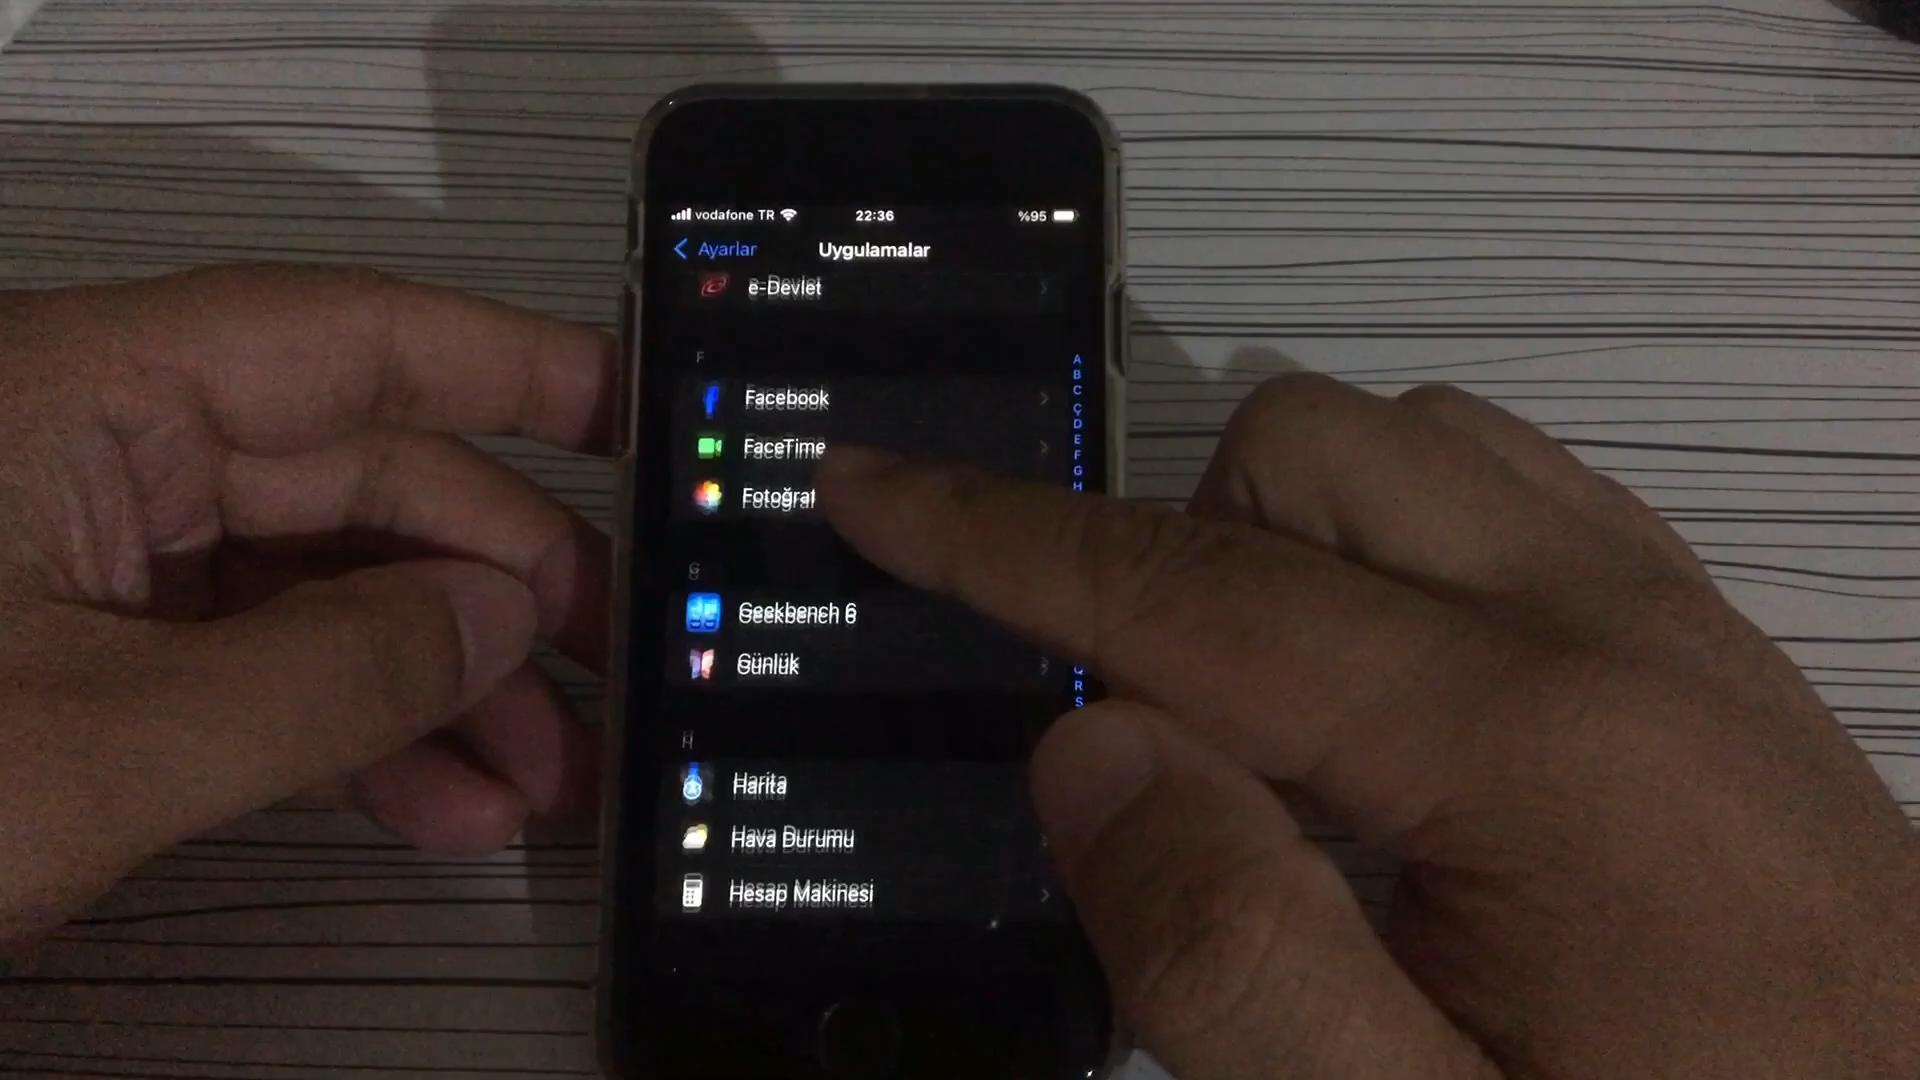 vodafone TR 22:36 %95
Ayarlar Uygulamalar
e-Devlet
F
Facebook
FaceTime
Fotoğraf
G
Geekbench 6
Günlük
H
Harita
Hava Durumu
Hesap Makinesi
A
B
C
Ç
D
E
F
G
H
Q
R
S